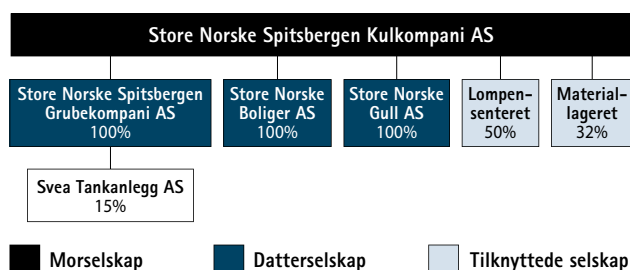 Store Norske Spitsbergen Kulkompani AS
Store Norske Spitsbergen
Grubekompani AS
100%
Store Norske
Boliger AS
100%
Store Norske
Gull AS
100%
Lompen-
senteret
50%
Material-
lageret
32%
Svea Tankanlegg AS
15%
Morselskap
Datterselskap
Tilknyttede selskap